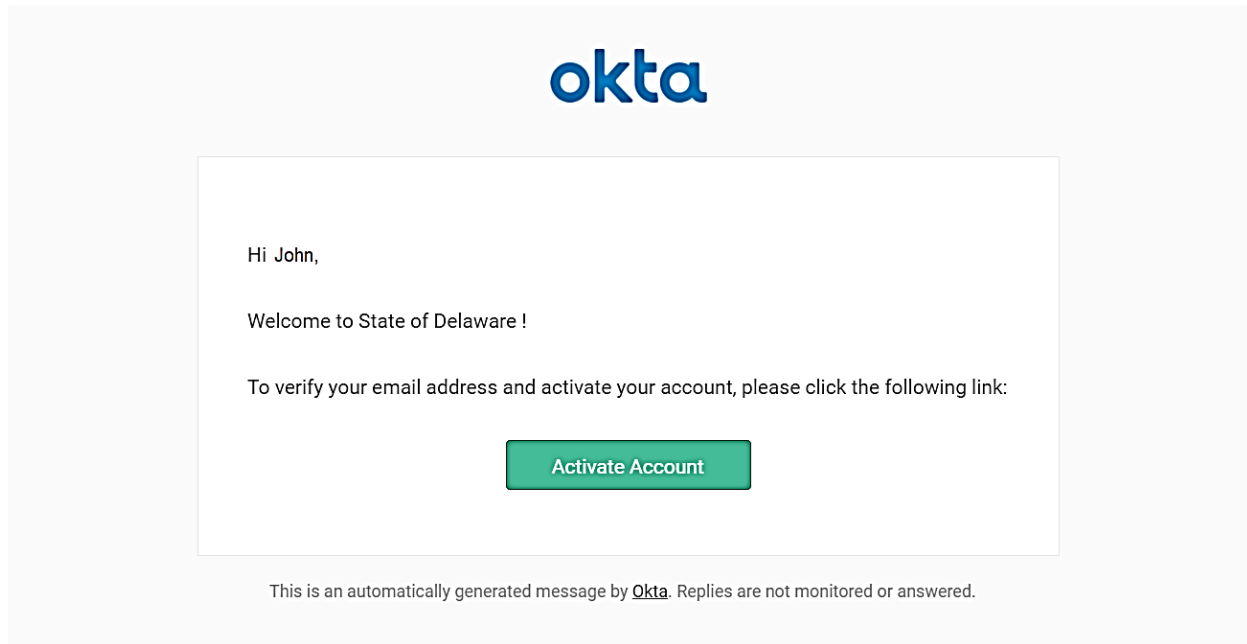 okta
Hi John,
Welcome to State of Delaware !
To verify your email address and activate your account, please click the following link:
Activate Account
This is an automatically generated message by Okta. Replies are not monitored or answered.